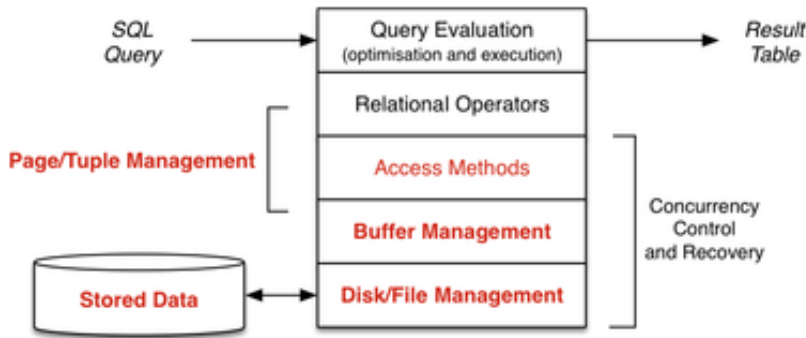 SQL
Query
Query Evaluation
(optimisation and execution)
Result
Table
Relational Operators
Page/Tuple Management
Access Methods
Buffer Management
Concurrency
Control
and Recovery
Stored Data
Disk/File Management